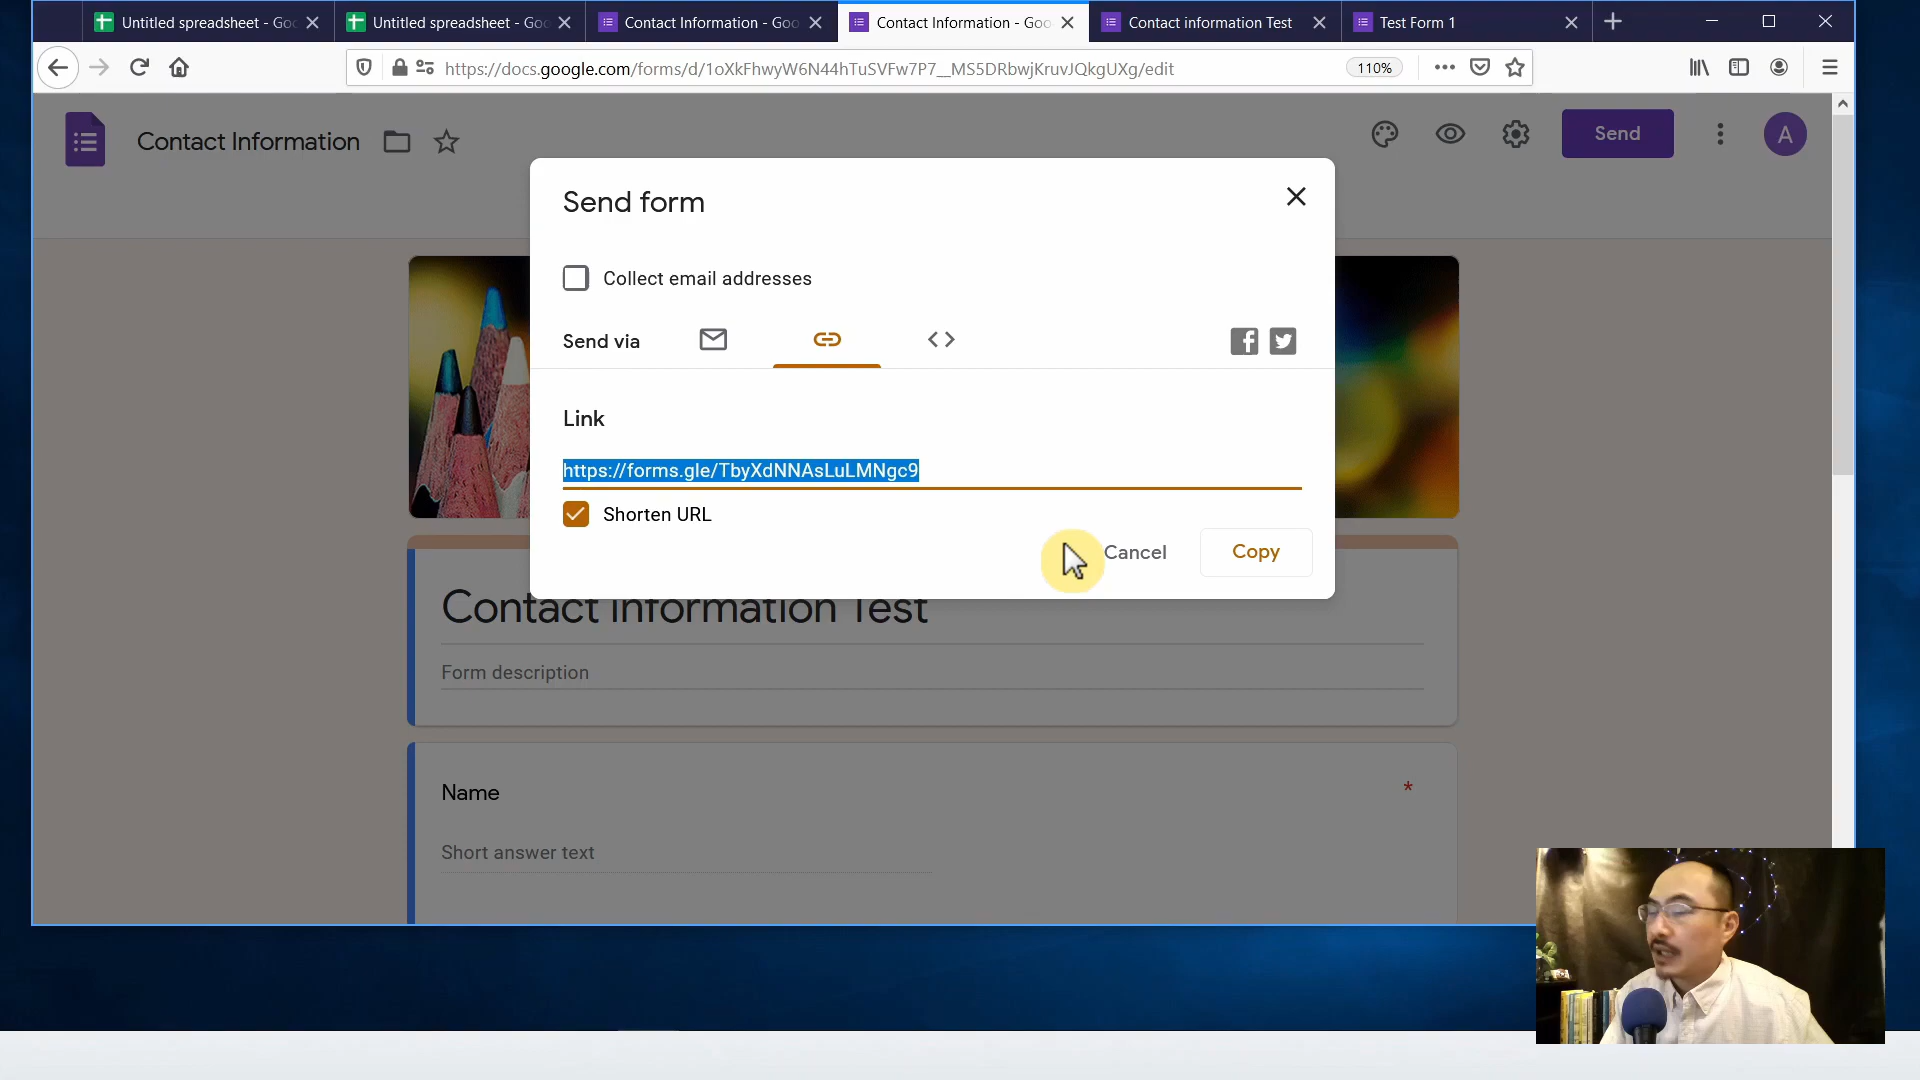 Untitled spreadsheet - Goo
Untitled spreadsheet - Goo
Contact Information - Goo
Contact Information - Goo
Contact information Test
Test Form 1
https://docs.google.com/forms/d/1oXkFhwyW6N44hTuSVFw7P7__MS5DRbwjKruvJQkgUXg/edit
110%
Contact Information
Send
A
Send form
Collect email addresses
Send via
Link
https://forms.gle/TbyXdNNAsLuLMNgc9
Shorten URL
Cancel
Copy
Contact information Test
Form description
Name
*
Short answer text